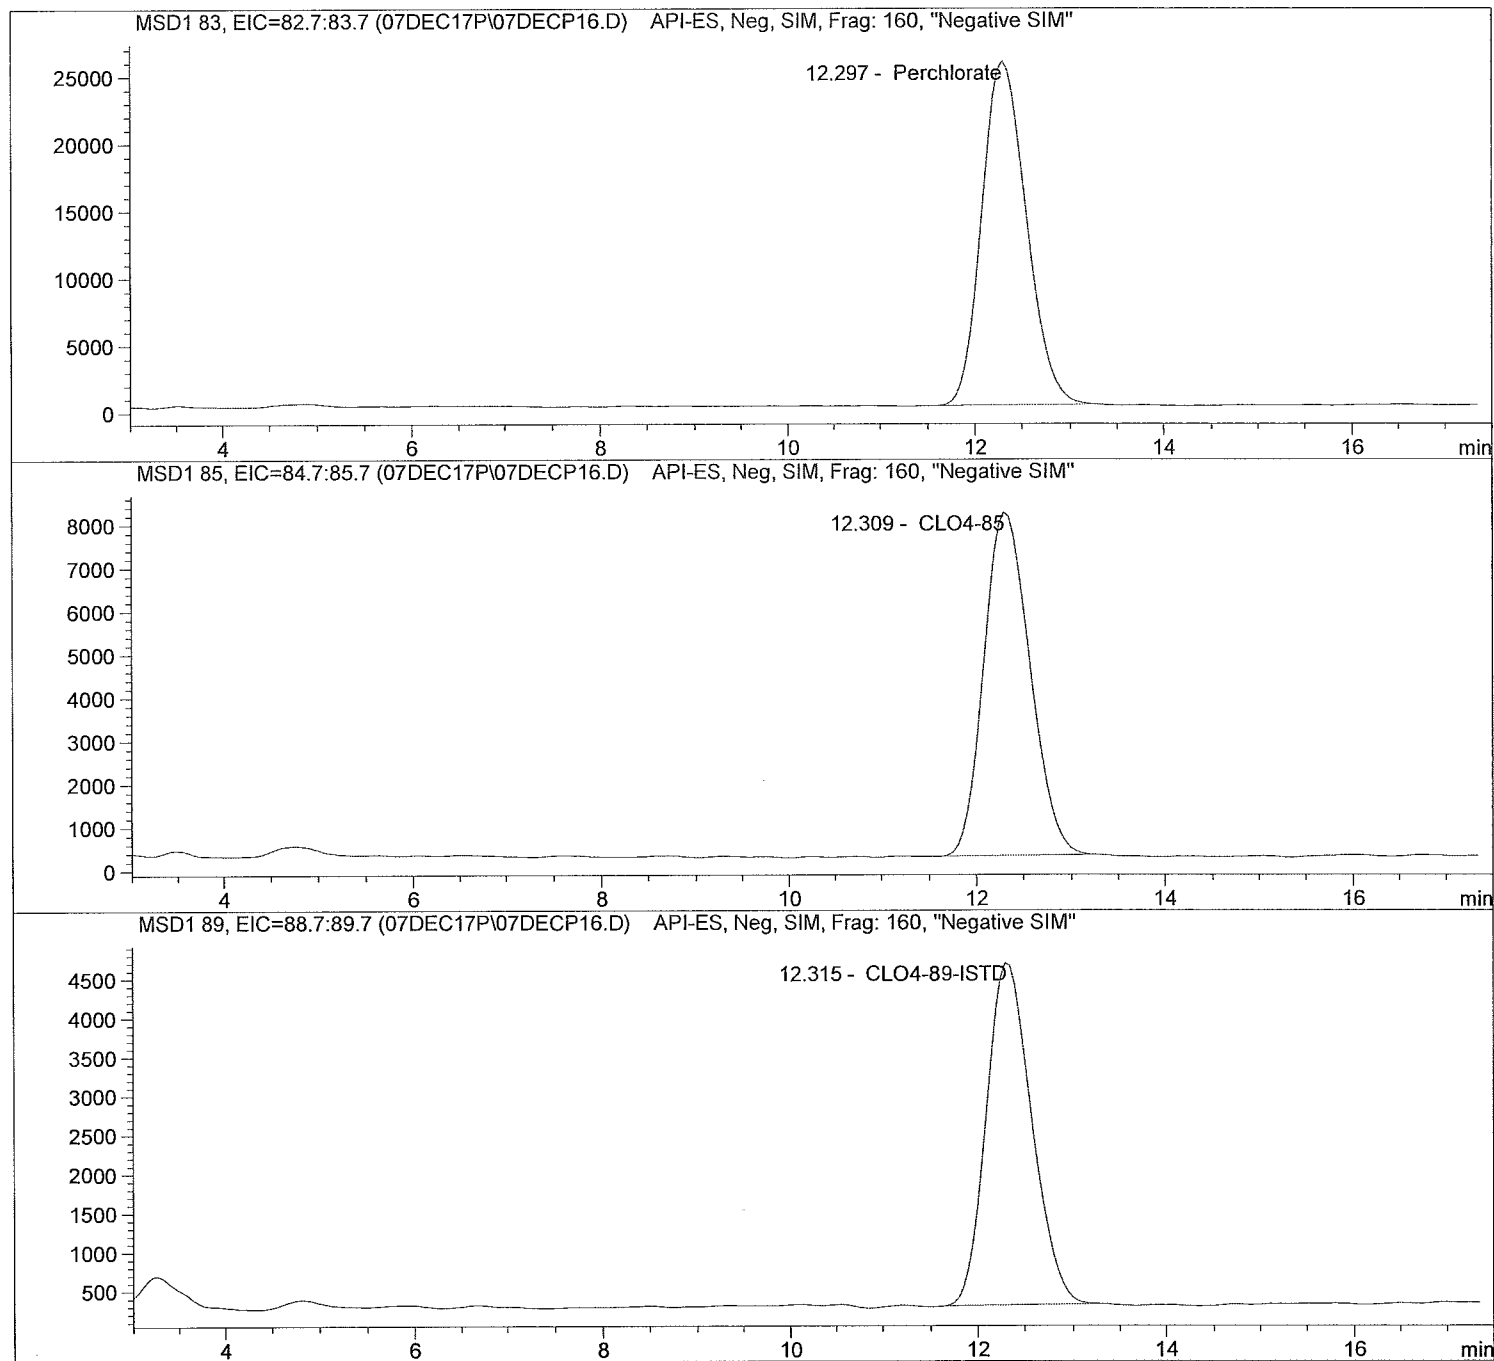 MSD1 83, EIC=82.7:83.7 (07DEC17P\07DECP16.D) API-ES, Neg, SIM, Frag: 160, "Negative SIM"
12.297 - Perchlorate
25000
20000
15000
10000
5000
0
4 6 8 10 12 14 16 min
MSD1 85, EIC=84.7:85.7 (07DEC17P\07DECP16.D) API-ES, Neg, SIM, Frag: 160, "Negative SIM"
12.309 - CLO4-85
8000
7000
6000
5000
4000
3000
2000
1000
0
4 6 8 10 12 14 16 min
MSD1 89, EIC=88.7:89.7 (07DEC17P\07DECP16.D) API-ES, Neg, SIM, Frag: 160, "Negative SIM"
12.315 - CLO4-89-ISTD
4500
4000
3500
3000
2500
2000
1500
1000
500
4 6 8 10 12 14 16 min